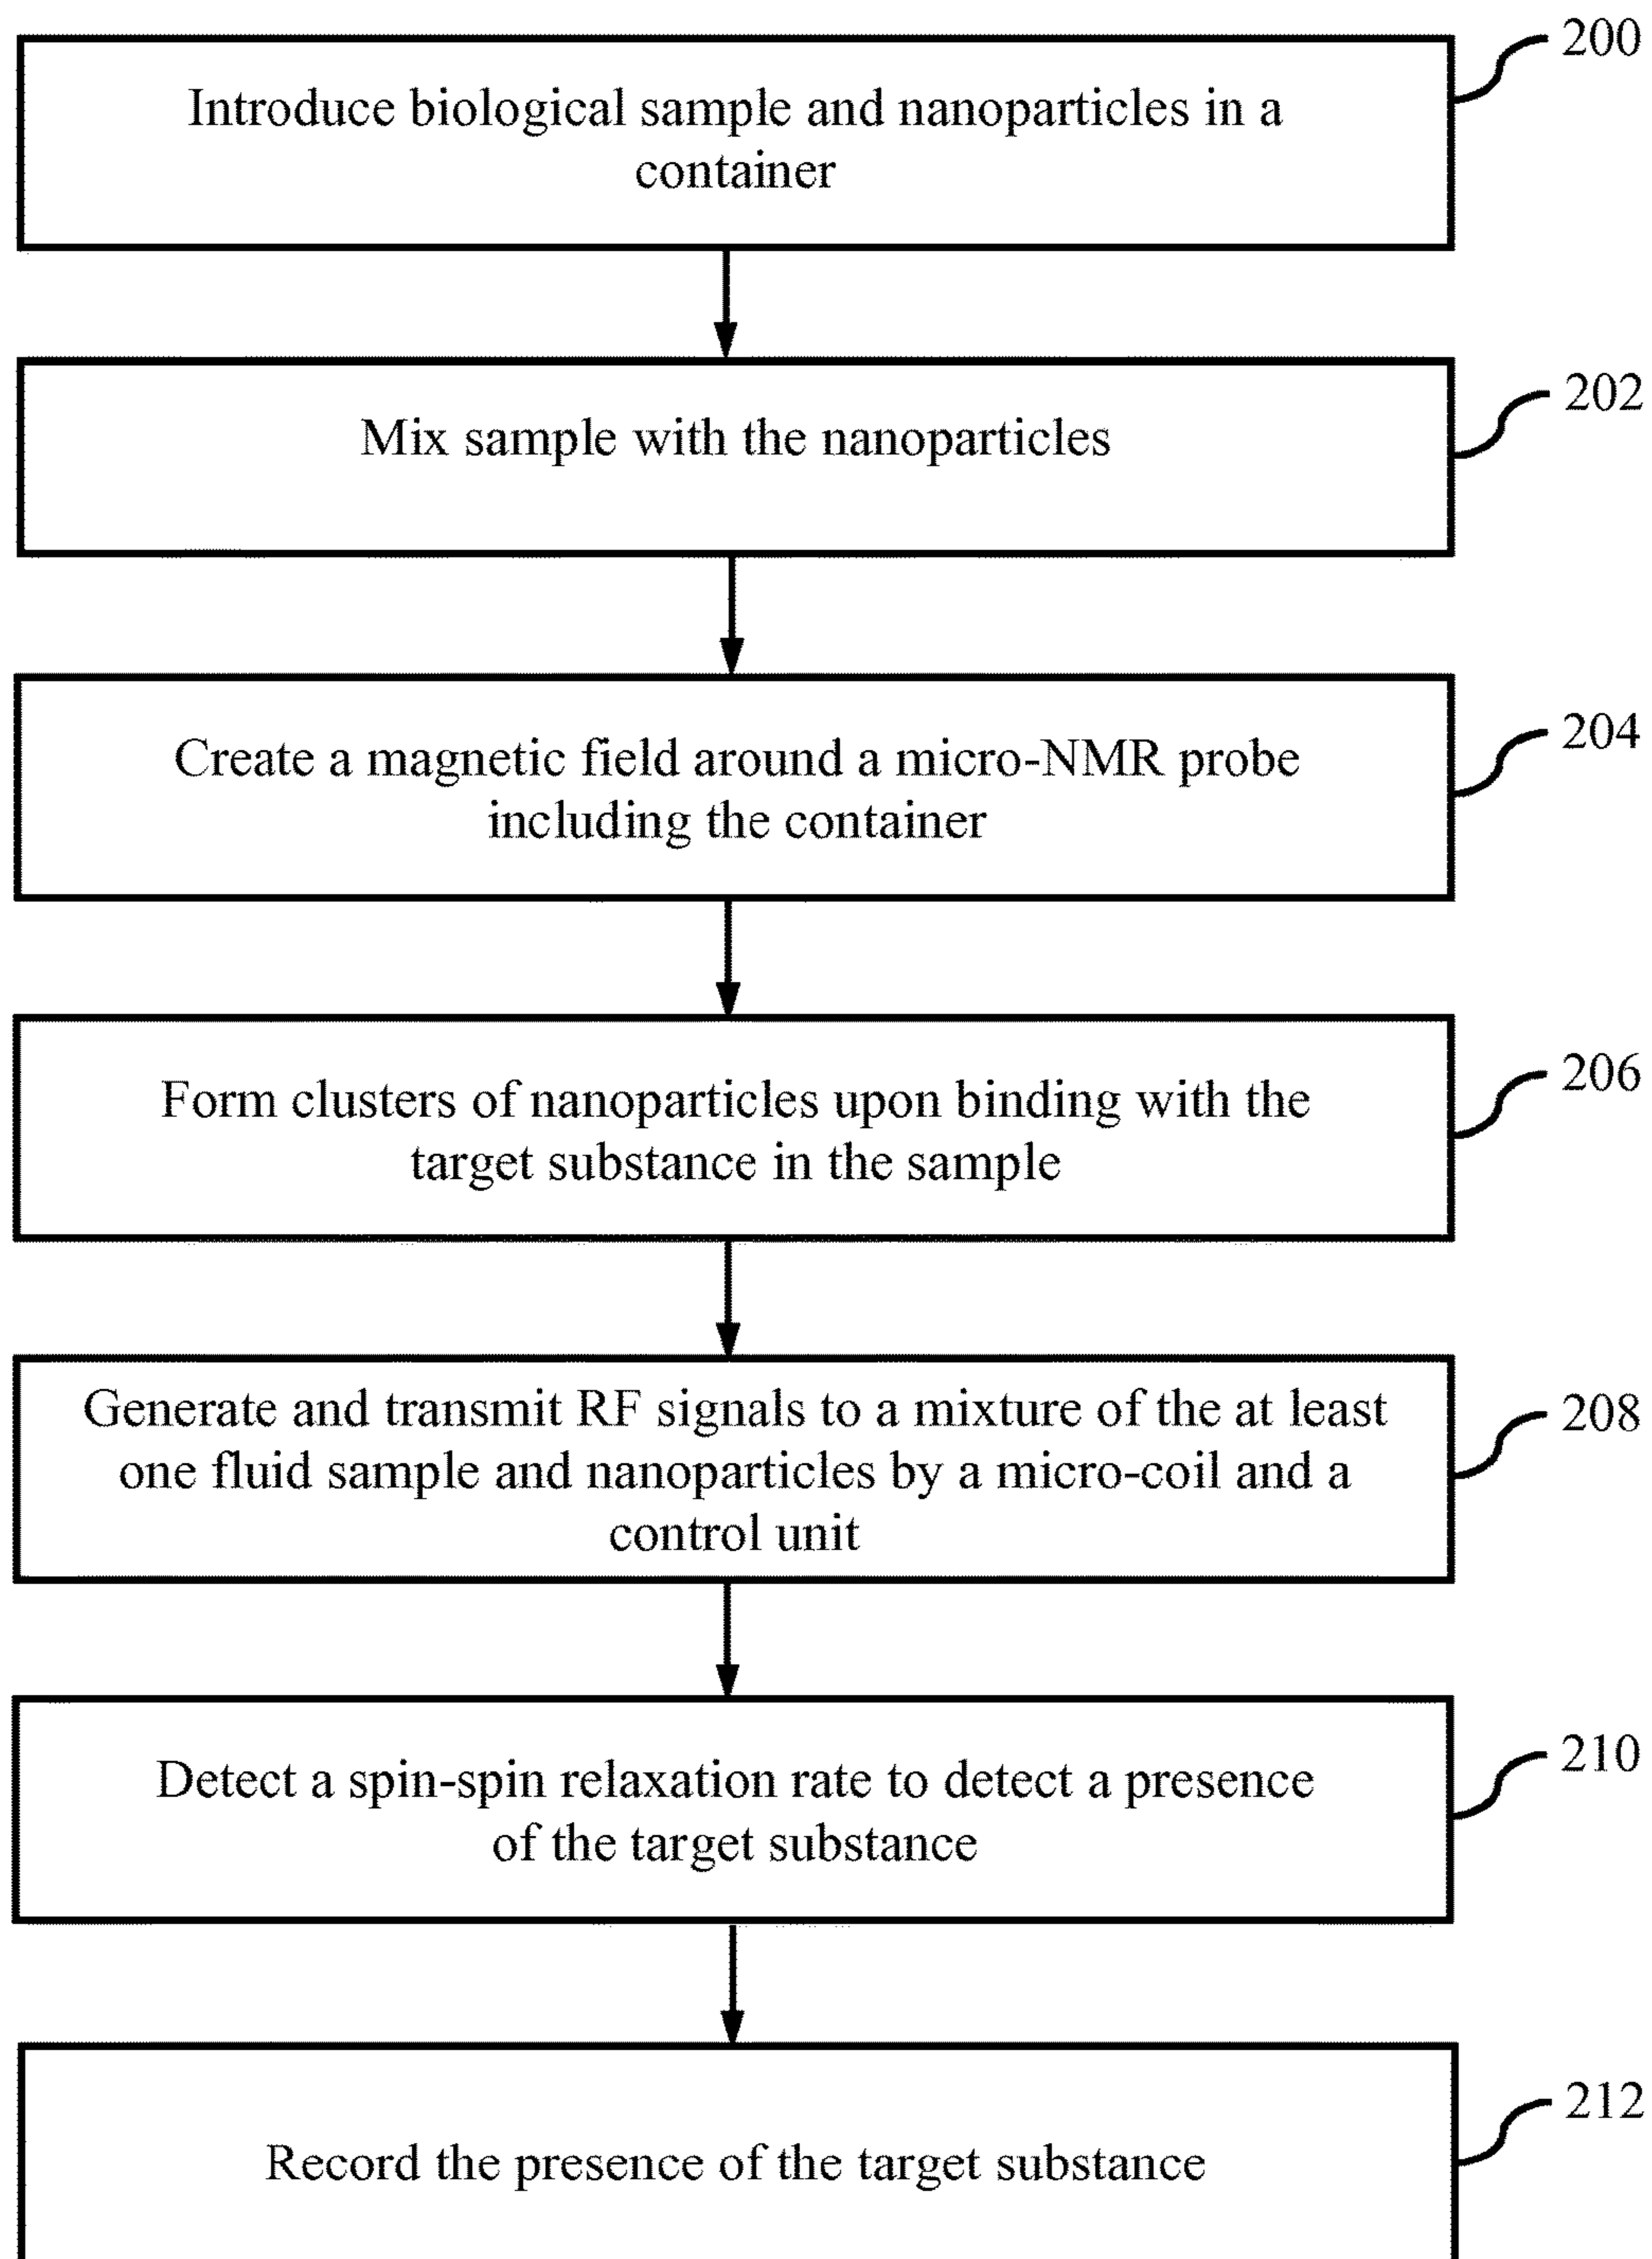 200
Introduce biological sample and nanoparticles in a
container
202
Mix sample with the nanoparticles
204
Create a magnetic field around a micro-NMR probe
including the container
206
Form clusters of nanoparticles upon binding with the
target substance in the sample
208
Generate and transmit RF signals to a mixture of the at least
one fluid sample and nanoparticles by a micro-coil and a
control unit
210
Detect a spin-spin relaxation rate to detect a presence
of the target substance
212
Record the presence of the target substance